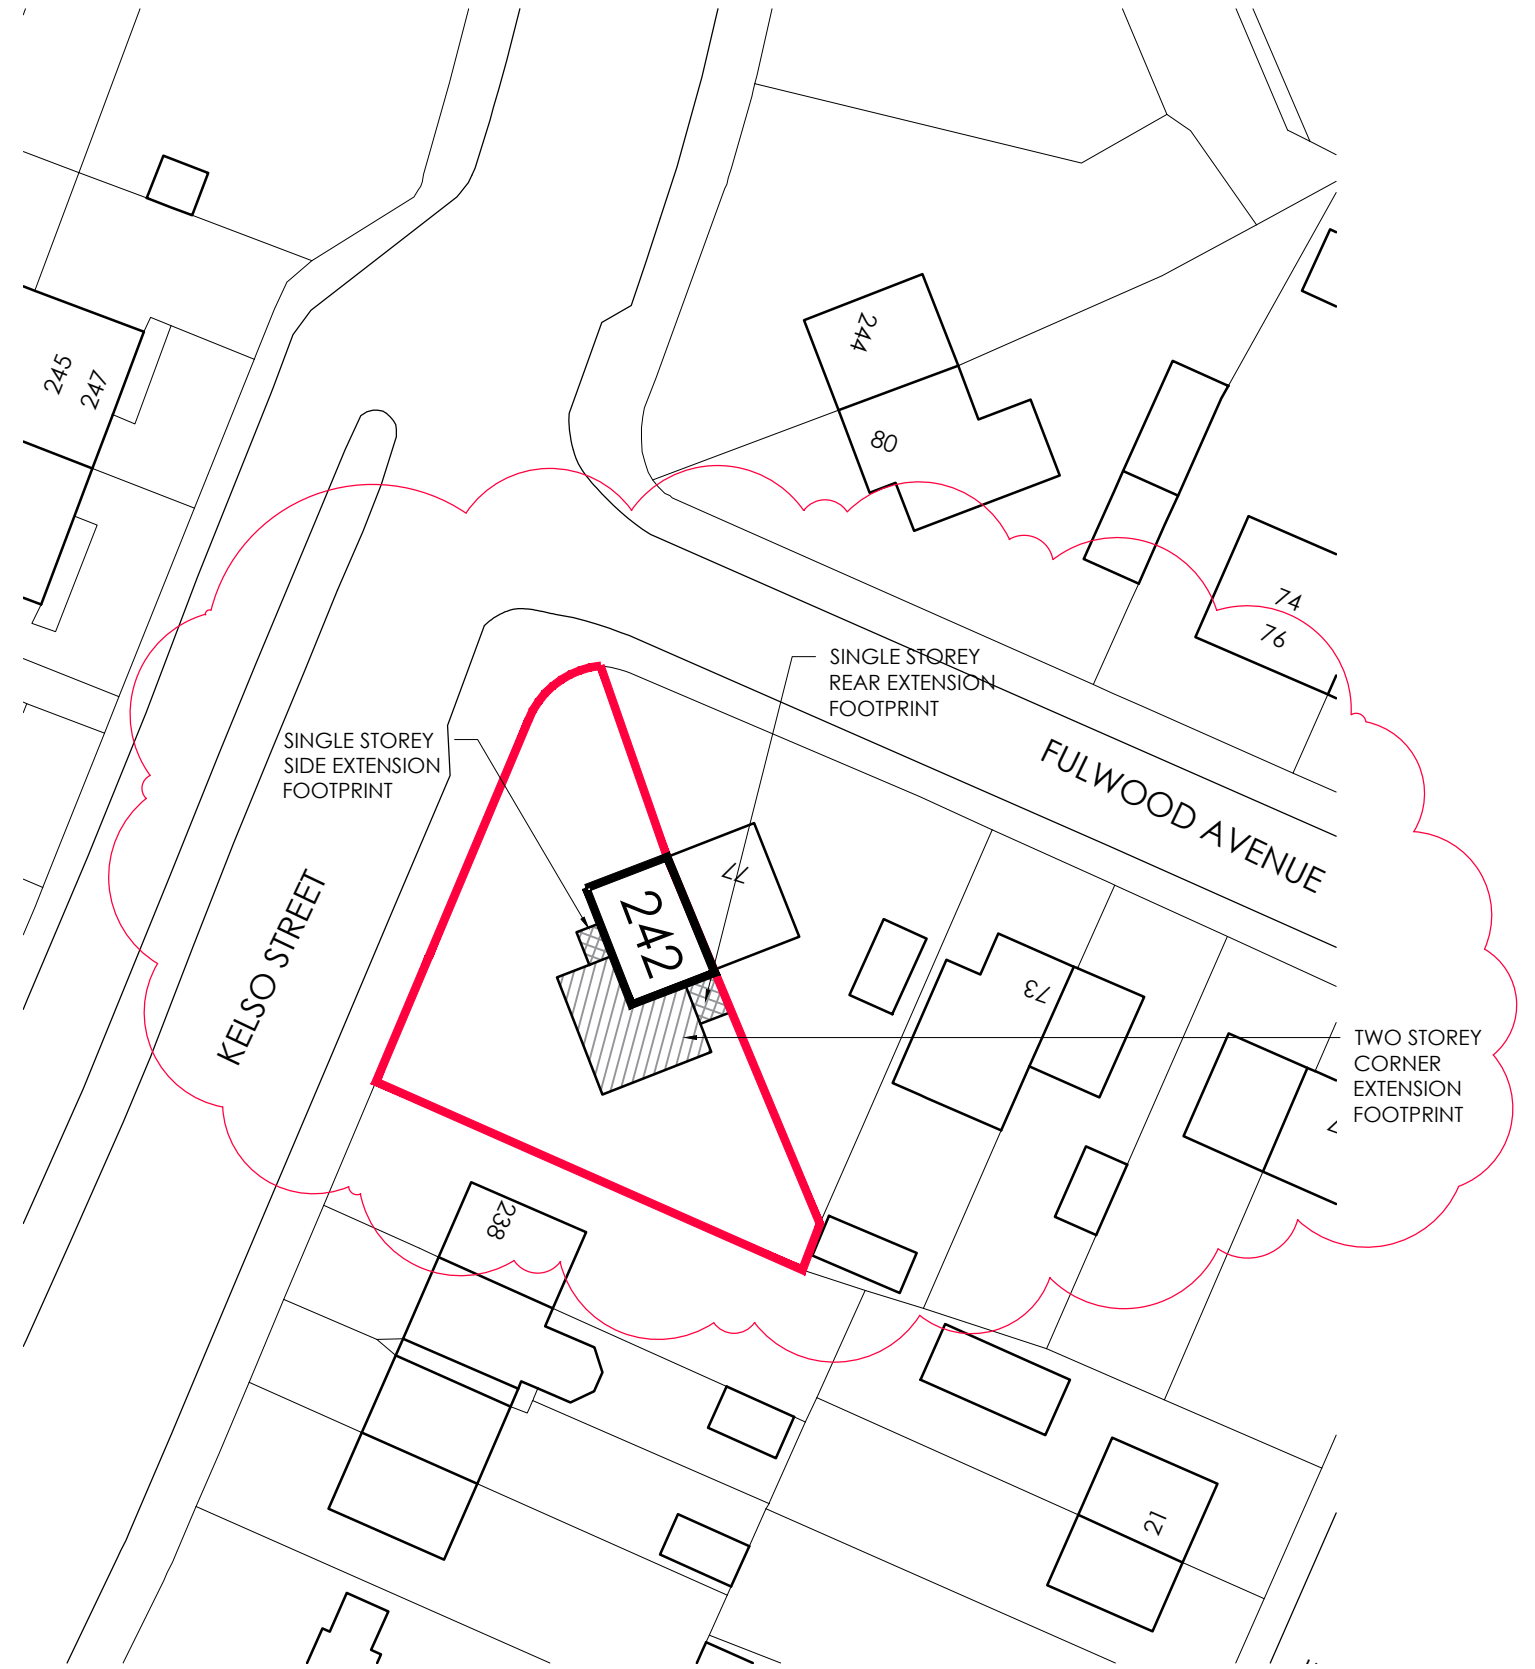 245
247
244
80
74
76
SINGLE STOREY
REAR EXTENSION
FOOTPRINT
SINGLE STOREY
SIDE EXTENSION
FOOTPRINT
FULWOOD AVENUE
77
242
KELSO STREET
73
TWO STOREY
CORNER
EXTENSION
FOOTPRINT
238
21